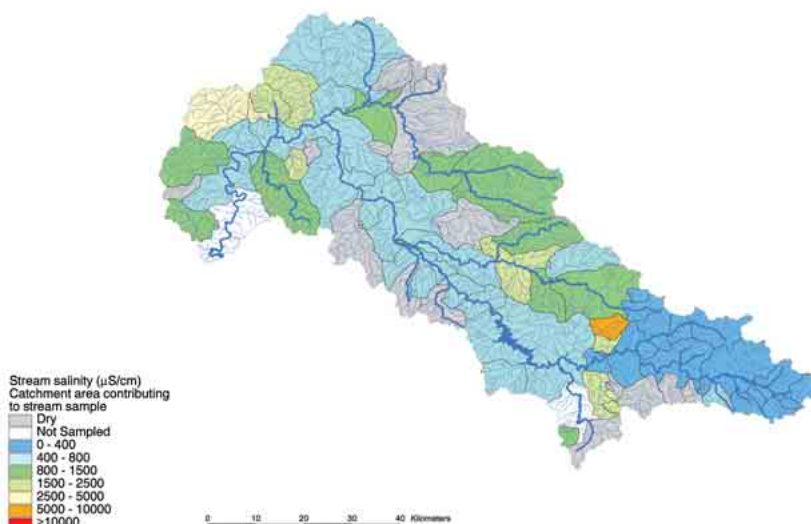 Stream salinity (µS/cm)
Catchment area contributing
to stream sample
Dry
Not Sampled
0 - 400
400 - 800
800 - 1500
1500 - 2500
2500 - 5000
5000 - 10000
>10000
0 10 20 30 40 Kilometers